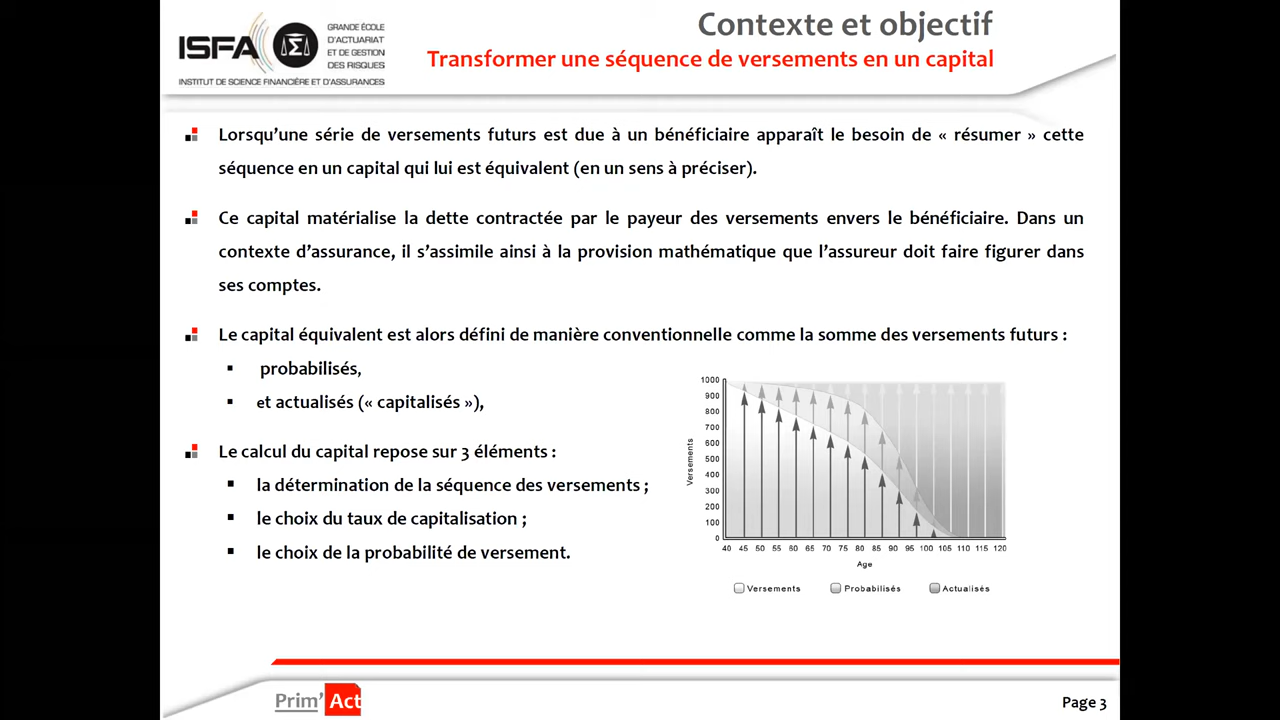 ISFA
GRANDE ÉCOLE
D'ACTUARIAT
ET DE GESTION
DES RISQUES
INSTITUT DE SCIENCE FINANCIÈRE ET D'ASSURANCES
Contexte et objectif
Transformer une séquence de versements en un capital
Lorsqu'une série de versements futurs est due à un bénéficiaire apparaît le besoin de « résumer » cette
séquence en un capital qui lui est équivalent (en un sens à préciser).
Ce capital matérialise la dette contractée par le payeur des versements envers le bénéficiaire. Dans un
contexte d'assurance, il s'assimile ainsi à la provision mathématique que l'assureur doit faire figurer dans
ses comptes.
Le capital équivalent est alors défini de manière conventionnelle comme la somme des versements futurs :
probabilisés,
et actualisés (« capitalisés »),
Le calcul du capital repose sur 3 éléments :
la détermination de la séquence des versements ;
le choix du taux de capitalisation ;
le choix de la probabilité de versement.
Versements
1000
900
800
700
600
500
400
300
200
100
0
40 45 50 55 60 65 70 75 80 85 90 95 100 105 110 115 120
Age
Versements Probabilisés Actualisés
Prim' Act
Page 3